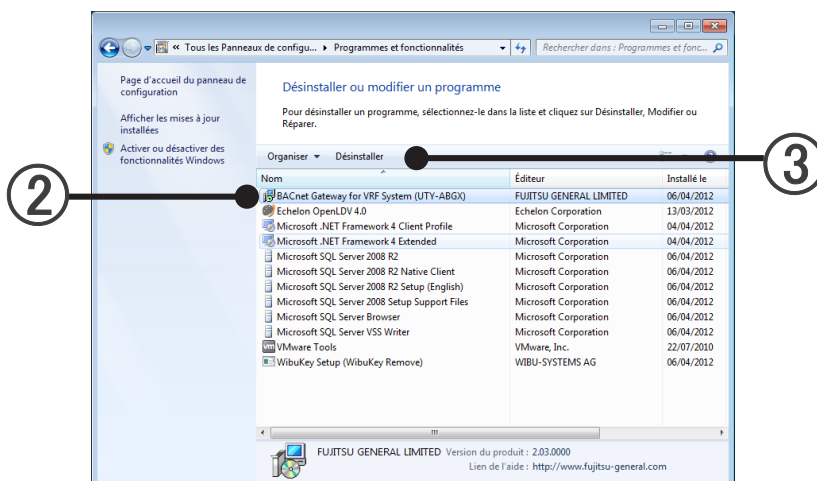 « Tous les Panneaux de configu... ▸ Programmes et fonctionnalités
Rechercher dans : Programmes et fonc...
Page d'accueil du panneau de
configuration
Afficher les mises à jour
installées
Activer ou désactiver des
fonctionnalités Windows
Désinstaller ou modifier un programme
Pour désinstaller un programme, sélectionnez-le dans la liste et cliquez sur Désinstaller, Modifier ou
Réparer.
Organiser Désinstaller
3
2
Nom Éditeur Installé le
BACnet Gateway for VRF System (UTY-ABGX) FUJITSU GENERAL LIMITED 06/04/2012
Echelon OpenLDV 4.0 Echelon Corporation 13/03/2012
Microsoft .NET Framework 4 Client Profile Microsoft Corporation 04/04/2012
Microsoft .NET Framework 4 Extended Microsoft Corporation 04/04/2012
Microsoft SQL Server 2008 R2 Microsoft Corporation 06/04/2012
Microsoft SQL Server 2008 R2 Native Client Microsoft Corporation 06/04/2012
Microsoft SQL Server 2008 R2 Setup (English) Microsoft Corporation 06/04/2012
Microsoft SQL Server 2008 Setup Support Files Microsoft Corporation 06/04/2012
Microsoft SQL Server Browser Microsoft Corporation 06/04/2012
Microsoft SQL Server VSS Writer Microsoft Corporation 06/04/2012
VMware Tools VMware, Inc. 22/07/2010
WibuKey Setup (WibuKey Remove) WIBU-SYSTEMS AG 06/04/2012
FUJITSU GENERAL LIMITED Version du produit : 2.03.0000
Lien de l'aide : http://www.fujitsu-general.com